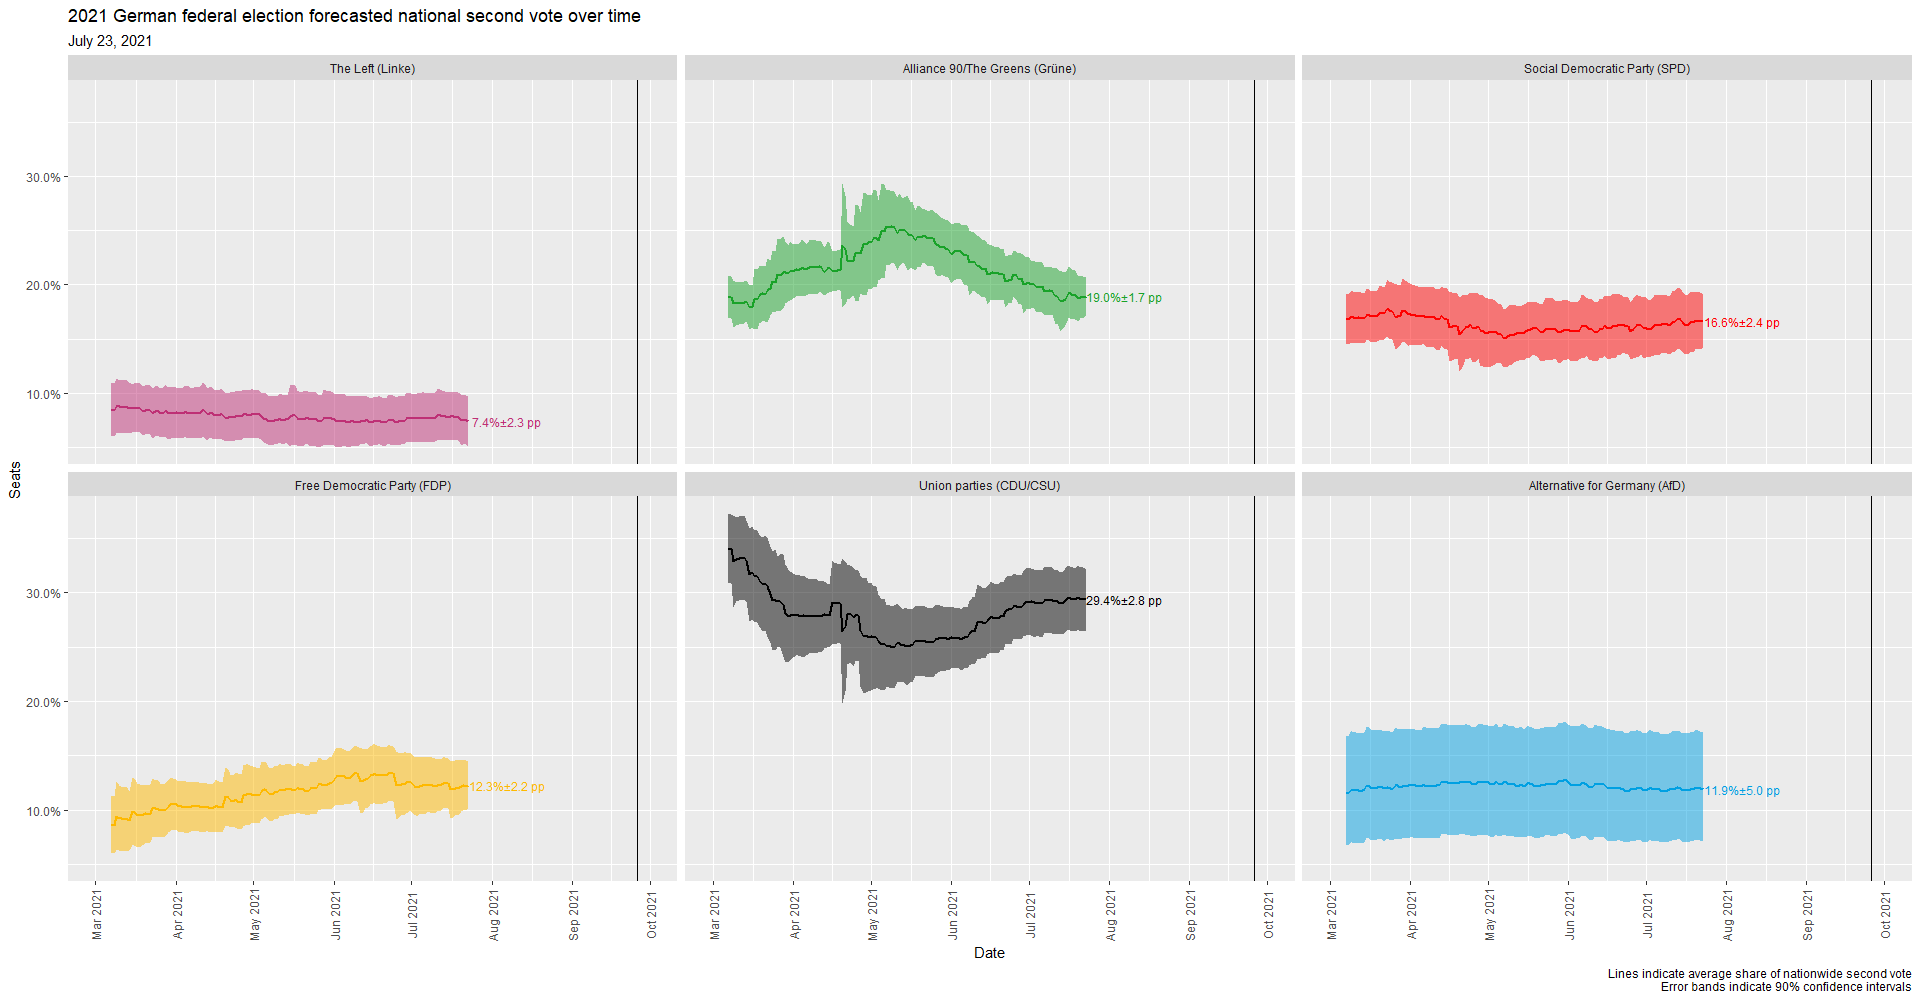 2021 German federal election forecasted national second vote over time
July 23, 2021
The Left (Linke)
Alliance 90/The Greens (Grüne)
Social Democratic Party (SPD)
30.0%
20.0%
10.0%
7.4%±2.3 pp
19.0%±1.7 pp
16.6%±2.4 pp
Seats
Free Democratic Party (FDP)
Union parties (CDU/CSU)
Alternative for Germany (AfD)
30.0%
20.0%
10.0%
12.3%±2.2 pp
29.4%±2.8 pp
11.9%±5.0 pp
Mar 2021
Apr 2021
May 2021
Jun 2021
Jul 2021
Aug 2021
Sep 2021
Oct 2021
Mar 2021
Apr 2021
May 2021
Jun 2021
Jul 2021
Aug 2021
Sep 2021
Oct 2021
Mar 2021
Apr 2021
May 2021
Jun 2021
Jul 2021
Aug 2021
Sep 2021
Oct 2021
Date
Lines indicate average share of nationwide second vote
Error bands indicate 90% confidence intervals